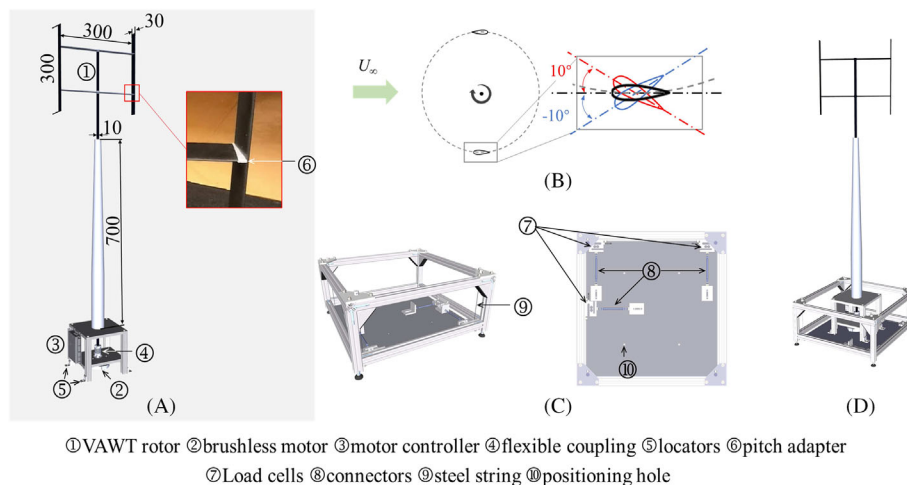 (A)
300
30
300
①
10
⑥
700
③
④
⑤
②
U∞
10°
-10°
(B)
⑦
⑧
⑨
⑩
(C)
(D)
①VAWT rotor ②brushless motor ③motor controller ④flexible coupling ⑤locators ⑥pitch adapter
⑦Load cells ⑧connectors ⑨steel string ⑩positioning hole